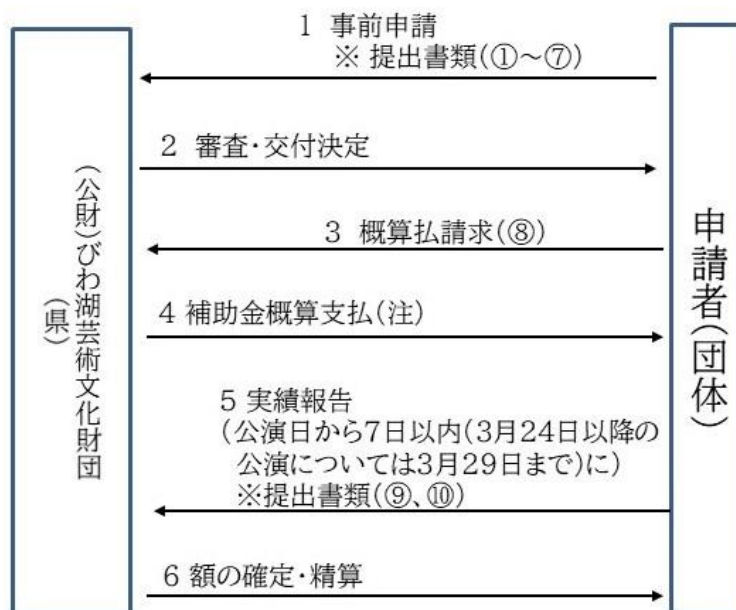 1 事前申請
※ 提出書類(①～⑦)
2 審査・交付決定
3 概算払請求(⑧)
4 補助金概算支払(注)
5 実績報告
(公演日から7日以内(3月24日以降の
公演については3月29日まで)に)
※提出書類(⑨、⑩)
6 額の確定・精算
(公財)びわ湖芸術文化財団
(県)
申請者(団体)